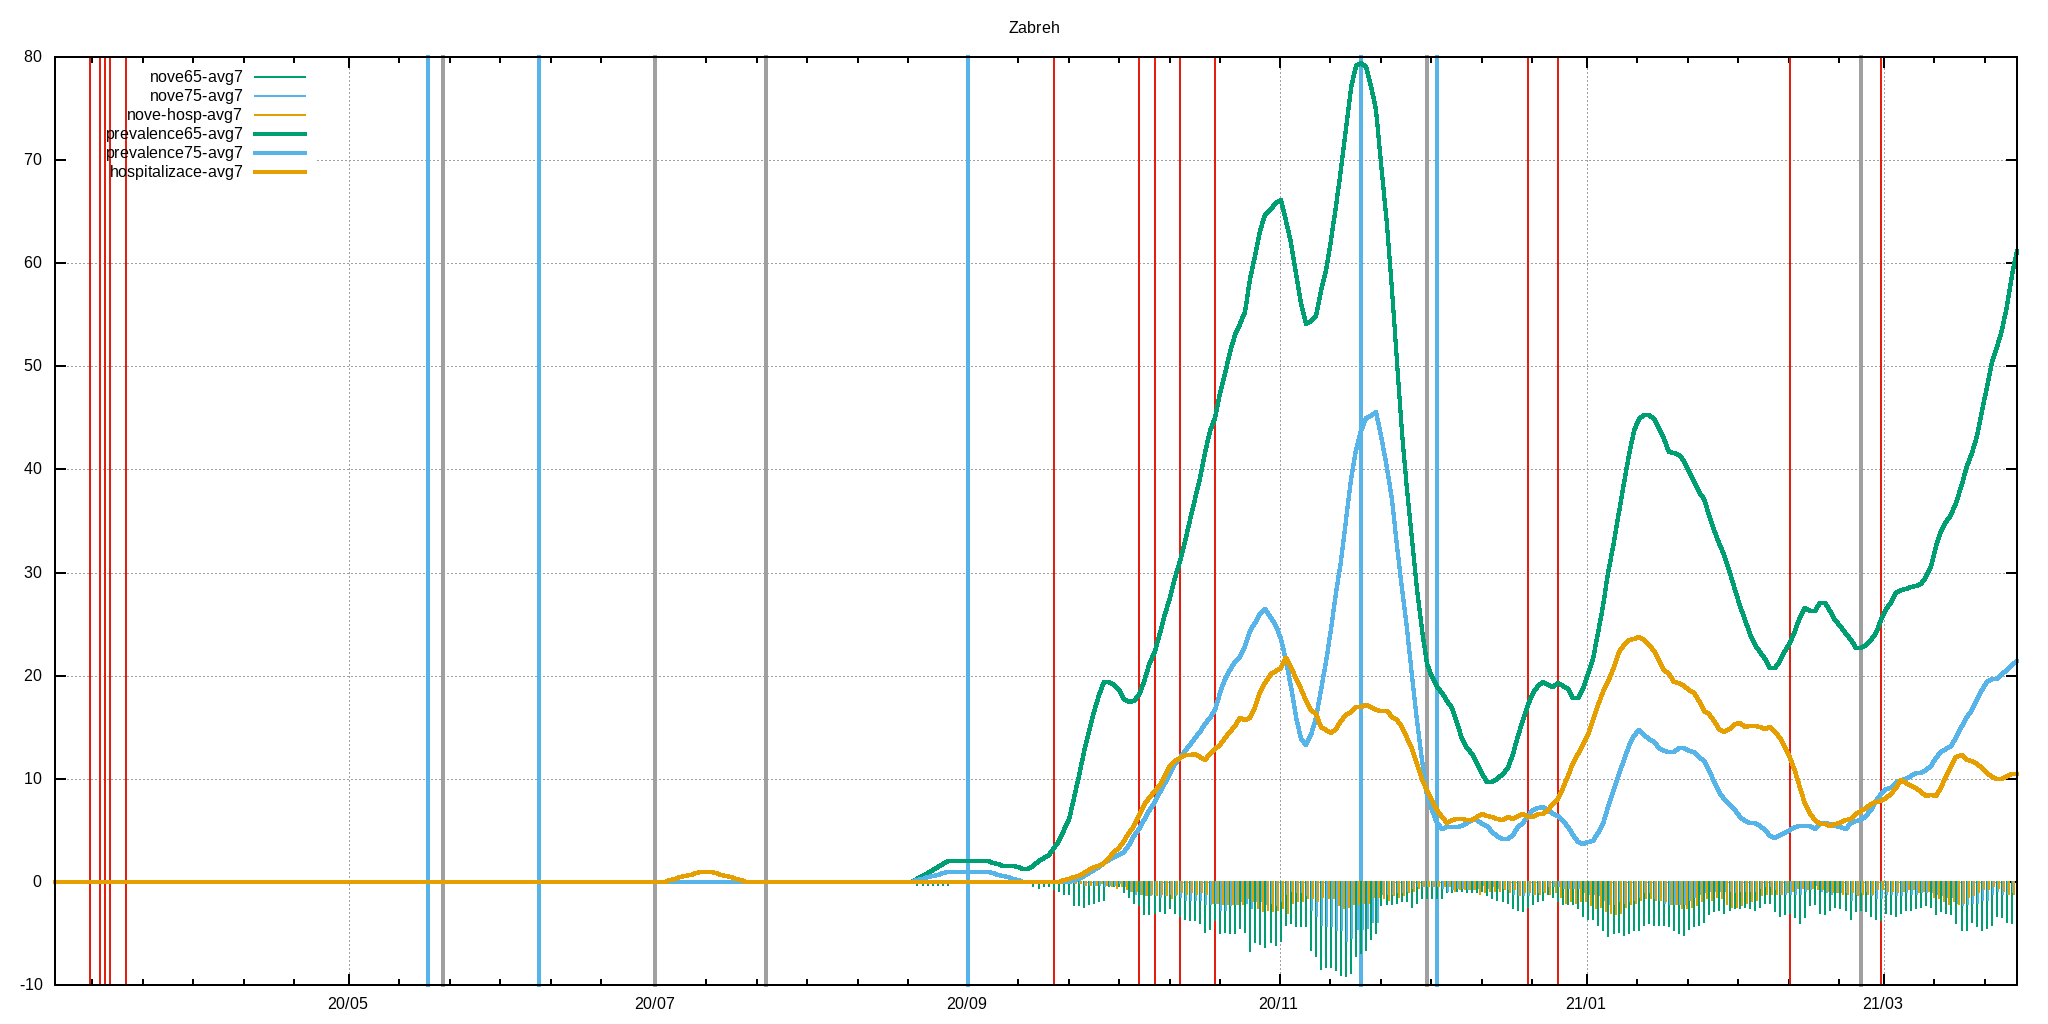 Zabreh
80
nove65-avg7
nove75-avg7
nove-hosp-avg7
prevalence65-avg7
prevalence75-avg7
hospitalizace-avg7
70
60
50
40
30
20
10
0
-10
20/05 20/07 20/09 20/11 21/01 21/03